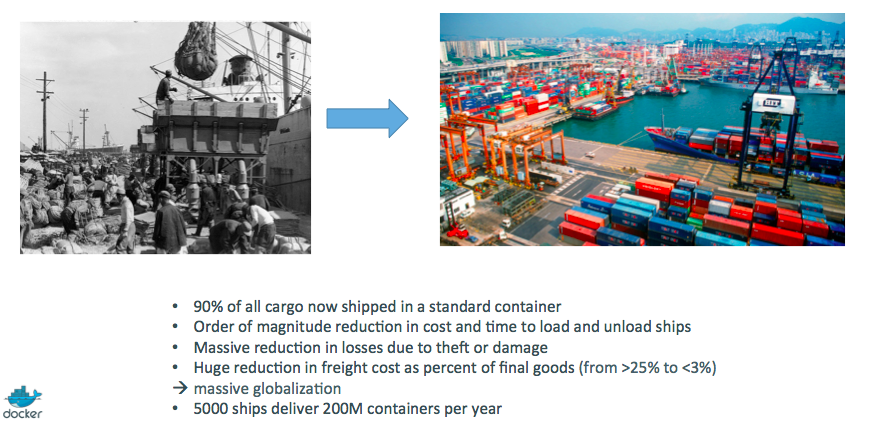 HIT
• 90% of all cargo now shipped in a standard container
• Order of magnitude reduction in cost and time to load and unload ships
• Massive reduction in losses due to theft or damage
• Huge reduction in freight cost as percent of final goods (from >25% to <3%)
→ massive globalization
• 5000 ships deliver 200M containers per year
docker